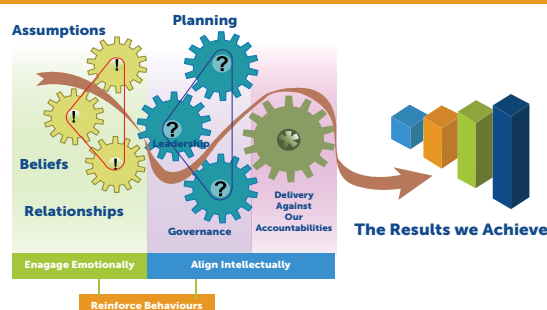 Planning
Assumptions
!
?
!
?
Leadership
!
?
Beliefs
Relationships
Governance
Delivery
Against
Our
Accountabilities
The Results we Achieve
Enagage Emotionally
Align Intellectually
Reinforce Behaviours